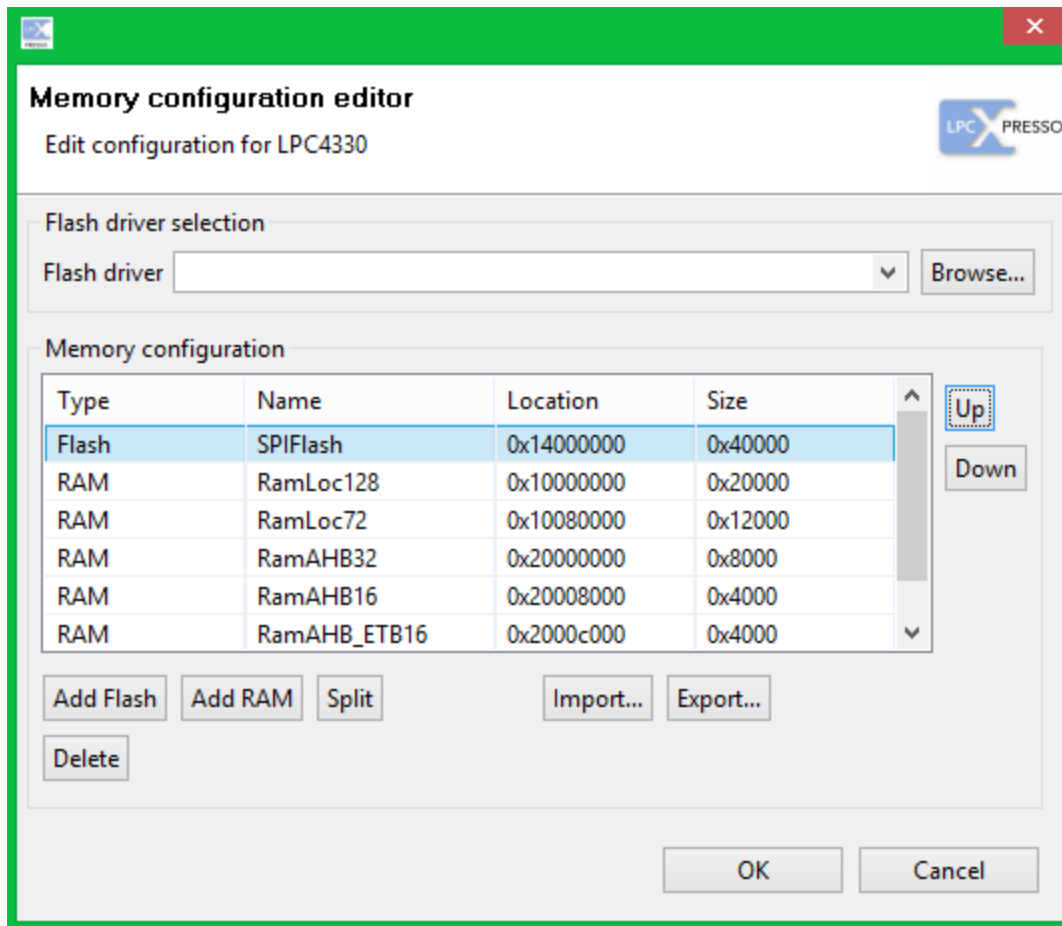 Memory configuration editor
Edit configuration for LPC4330
LPC XPRESSO
Flash driver selection
Flash driver Browse...
Memory configuration
Type Name Location Size
Up
Flash SPIFlash 0x14000000 0x40000
Down
RAM RamLoc128 0x10000000 0x20000
RAM RamLoc72 0x10080000 0x12000
RAM RamAHB32 0x20000000 0x8000
RAM RamAHB16 0x20008000 0x4000
RAM RamAHB_ETB16 0x2000c000 0x4000
Add Flash Add RAM Split Import... Export...
Delete
OK Cancel